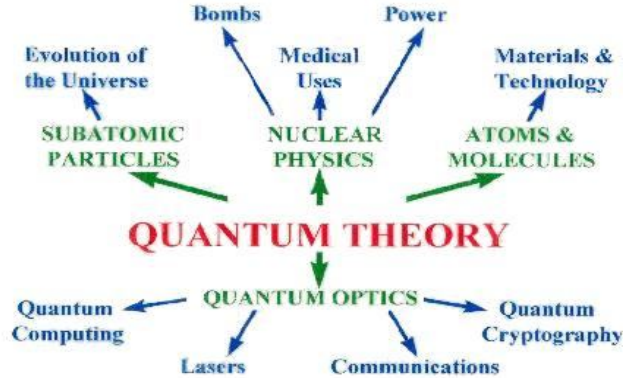 Bombs
Power
Evolution of
the Universe
Medical
Uses
Materials &
Technology
SUBATOMIC
PARTICLES
NUCLEAR
PHYSICS
ATOMS &
MOLECULES
QUANTUM THEORY
QUANTUM OPTICS
Quantum
Computing
Quantum
Cryptography
Lasers
Communications